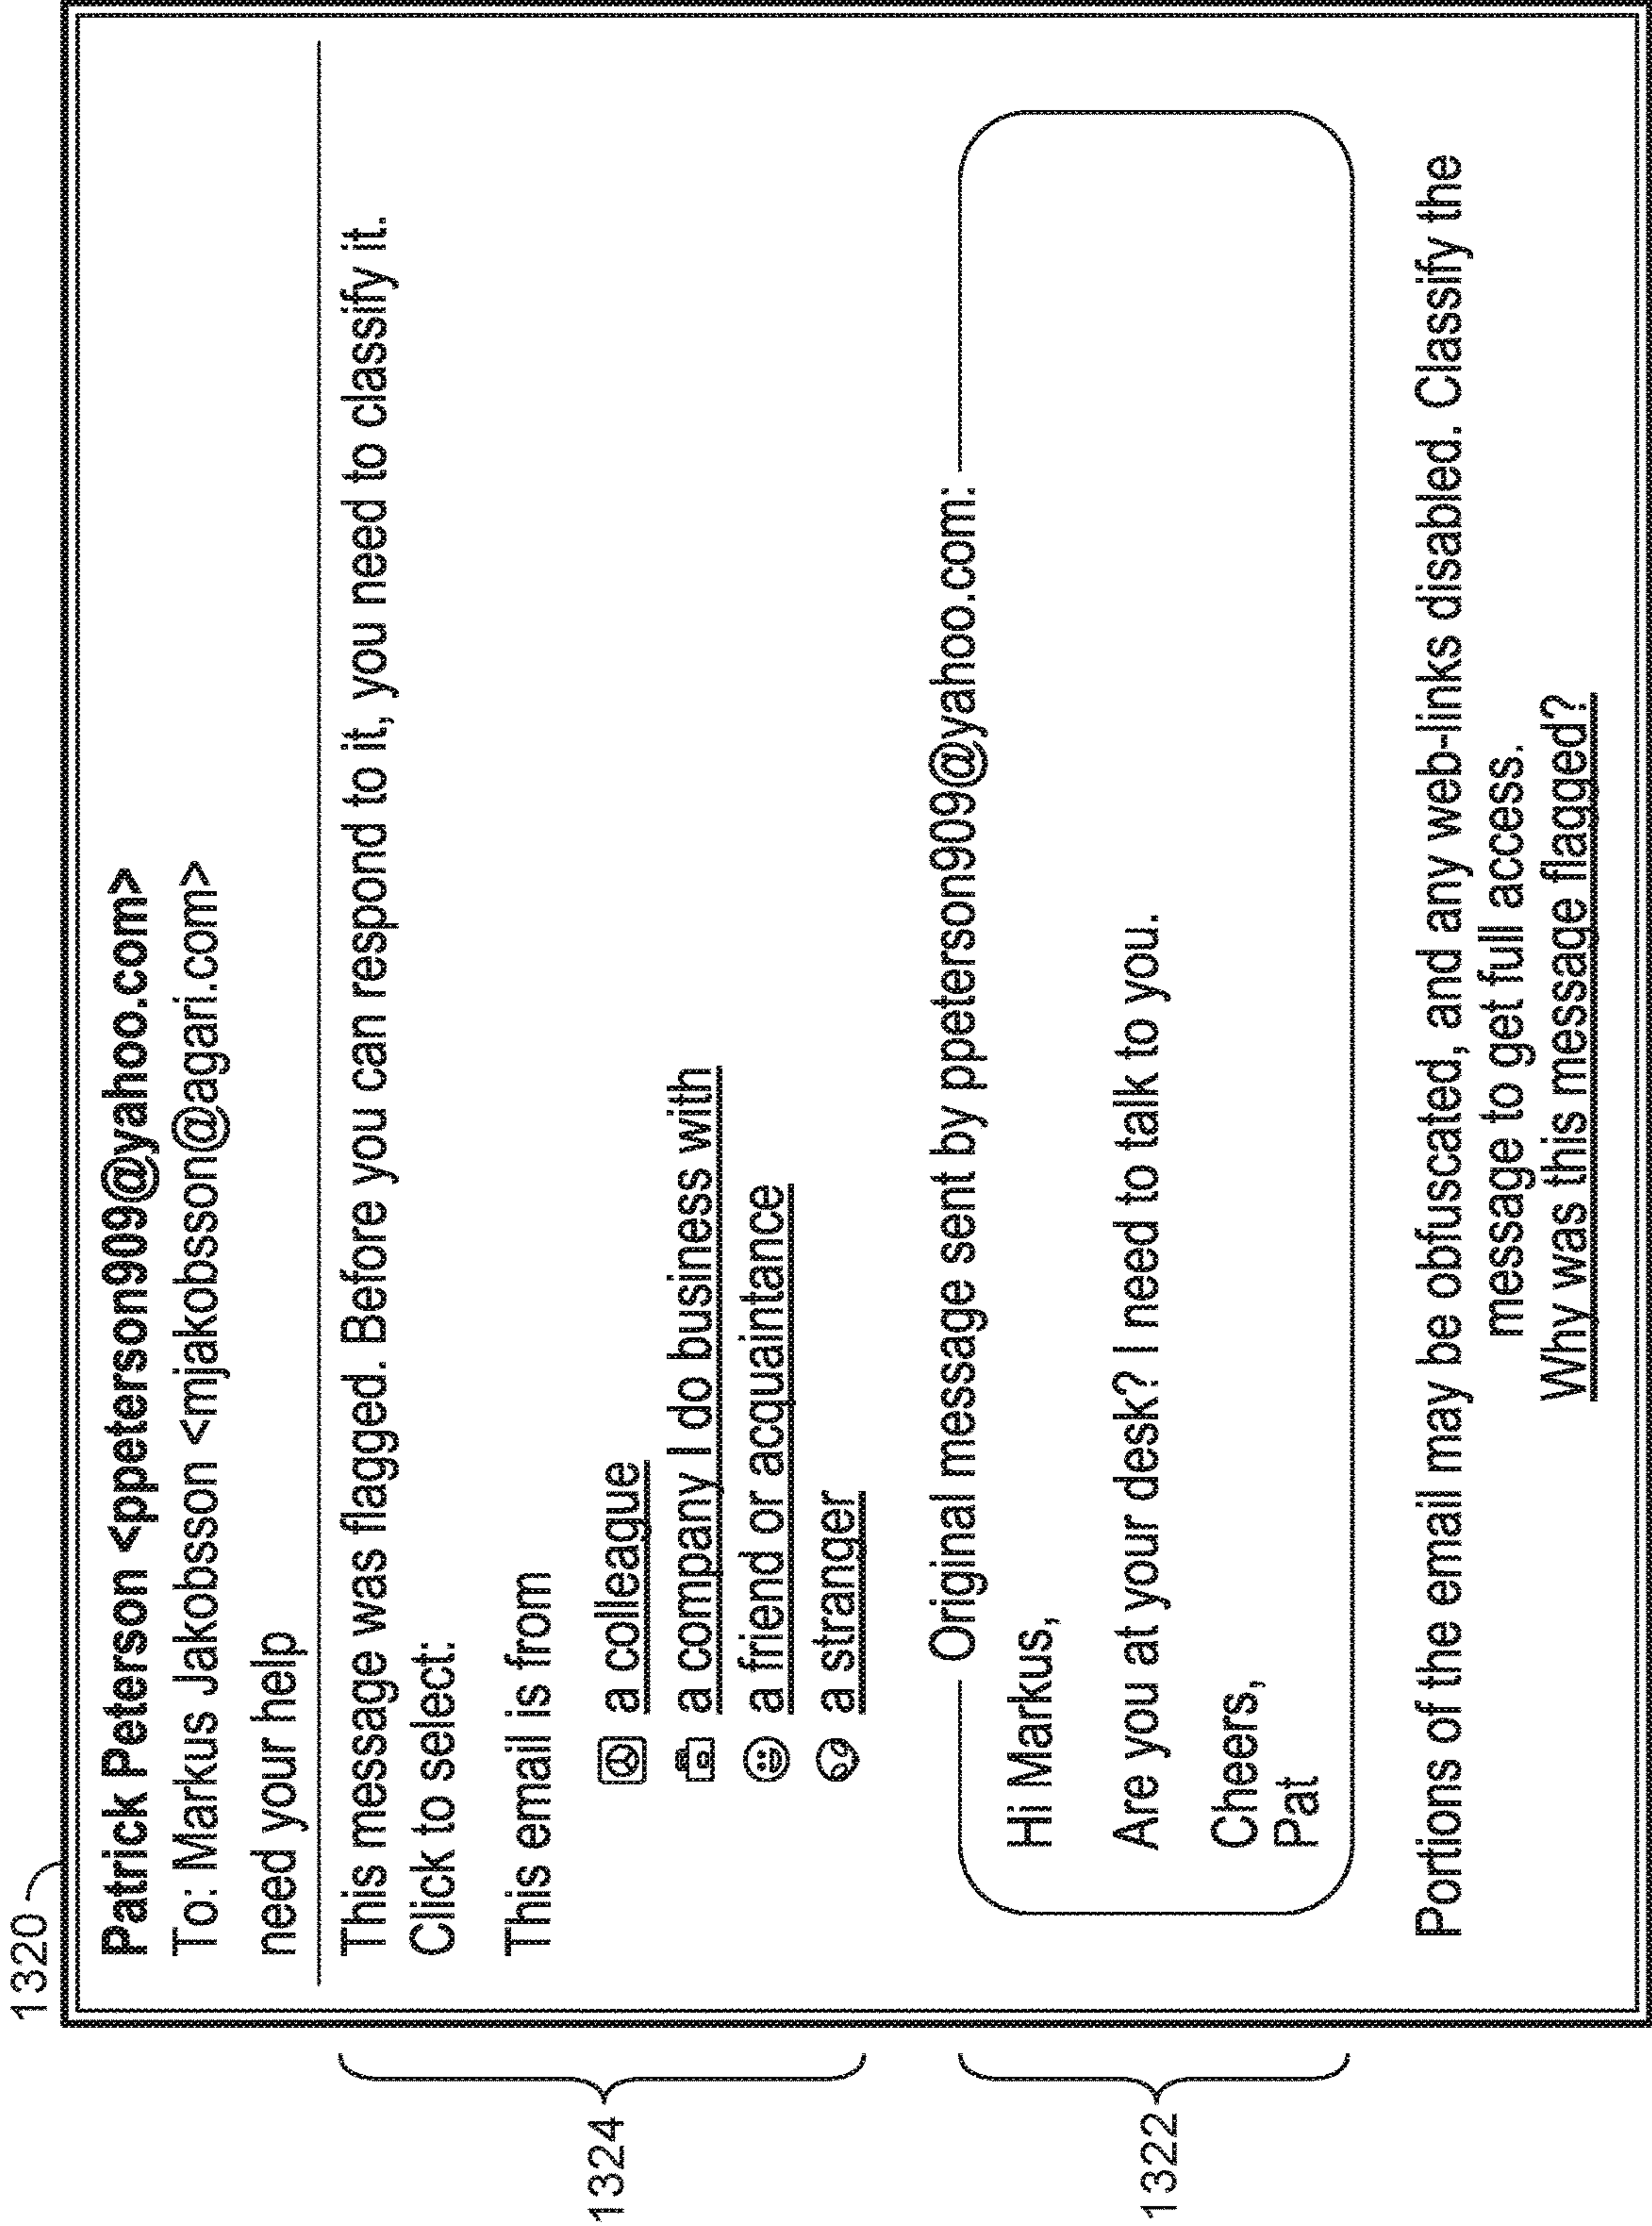 1320
Patrick Peterson <ppeterson909@yahoo.com>
To: Markus Jakobsson <mjakobsson@agari.com>
need your help
This message was flagged. Before you can respond to it, you need to classify it.
Click to select:
This email is from
a colleague
a company I do business with
a friend or acquaintance
a stranger
1324
Original message sent by ppeterson909@yahoo.com:
Hi Markus,
Are you at your desk? I need to talk to you.
Cheers,
Pat
1322
Portions of the email may be obfuscated, and any web-links disabled. Classify the
message to get full access.
Why was this message flagged?